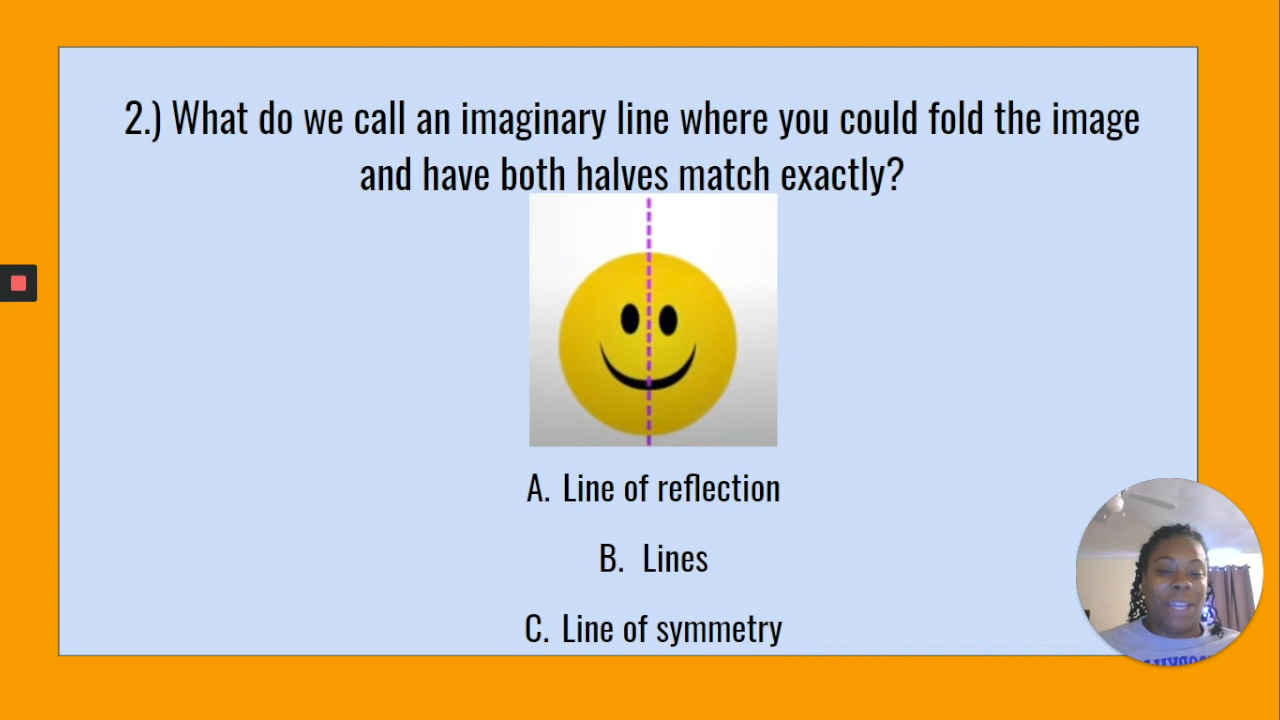 2.) What do we call an imaginary line where you could fold the image
and have both halves match exactly?
A. Line of reflection
B. Lines
C. Line of symmetry